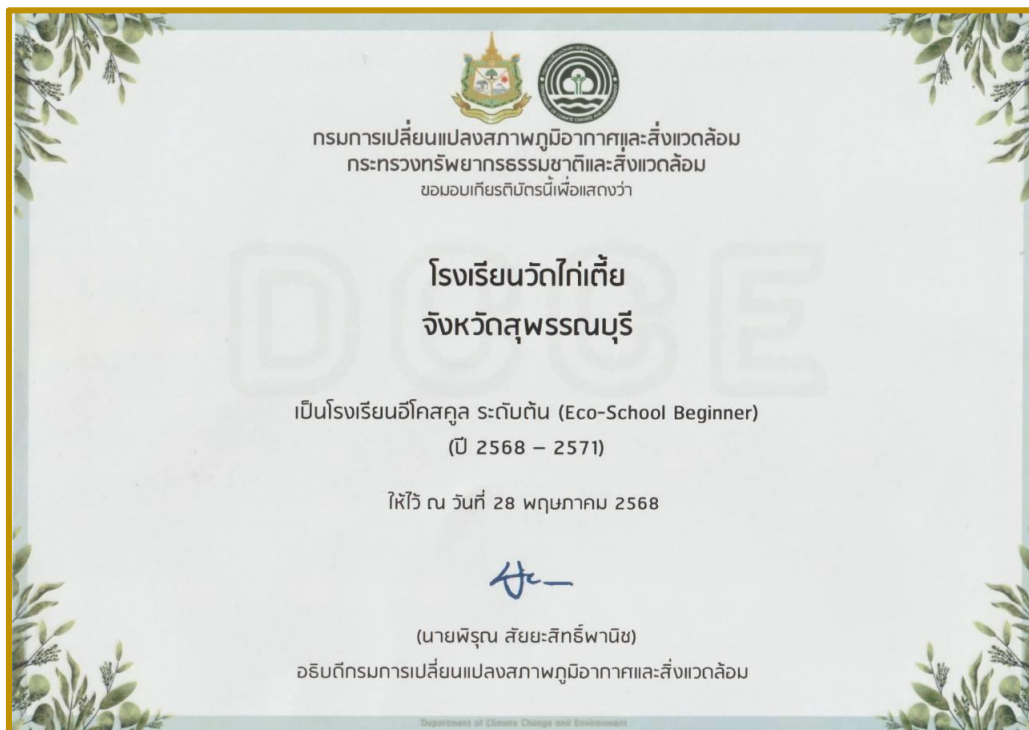 กรมการเปลี่ยนแปลงสภาพภูมิอากาศและสิ่งแวดล้อม
กระทรวงทรัพยากรธรรมชาติและสิ่งแวดล้อม
ขอมอบเกียรติบัตรนี้เพื่อแสดงว่า
DCCE
โรงเรียนวัดไก่เตี้ย
จังหวัดสุพรรณบุรี
เป็นโรงเรียนอีโคสคูล ระดับต้น (Eco-School Beginner)
(ปี 2568 – 2571)
ให้ไว้ ณ วันที่ 28 พฤษภาคม 2568
(นายพิรุณ สัยยะสิทธิ์พานิช)
อธิบดีกรมการเปลี่ยนแปลงสภาพภูมิอากาศและสิ่งแวดล้อม
Department of Climate Change and Environment